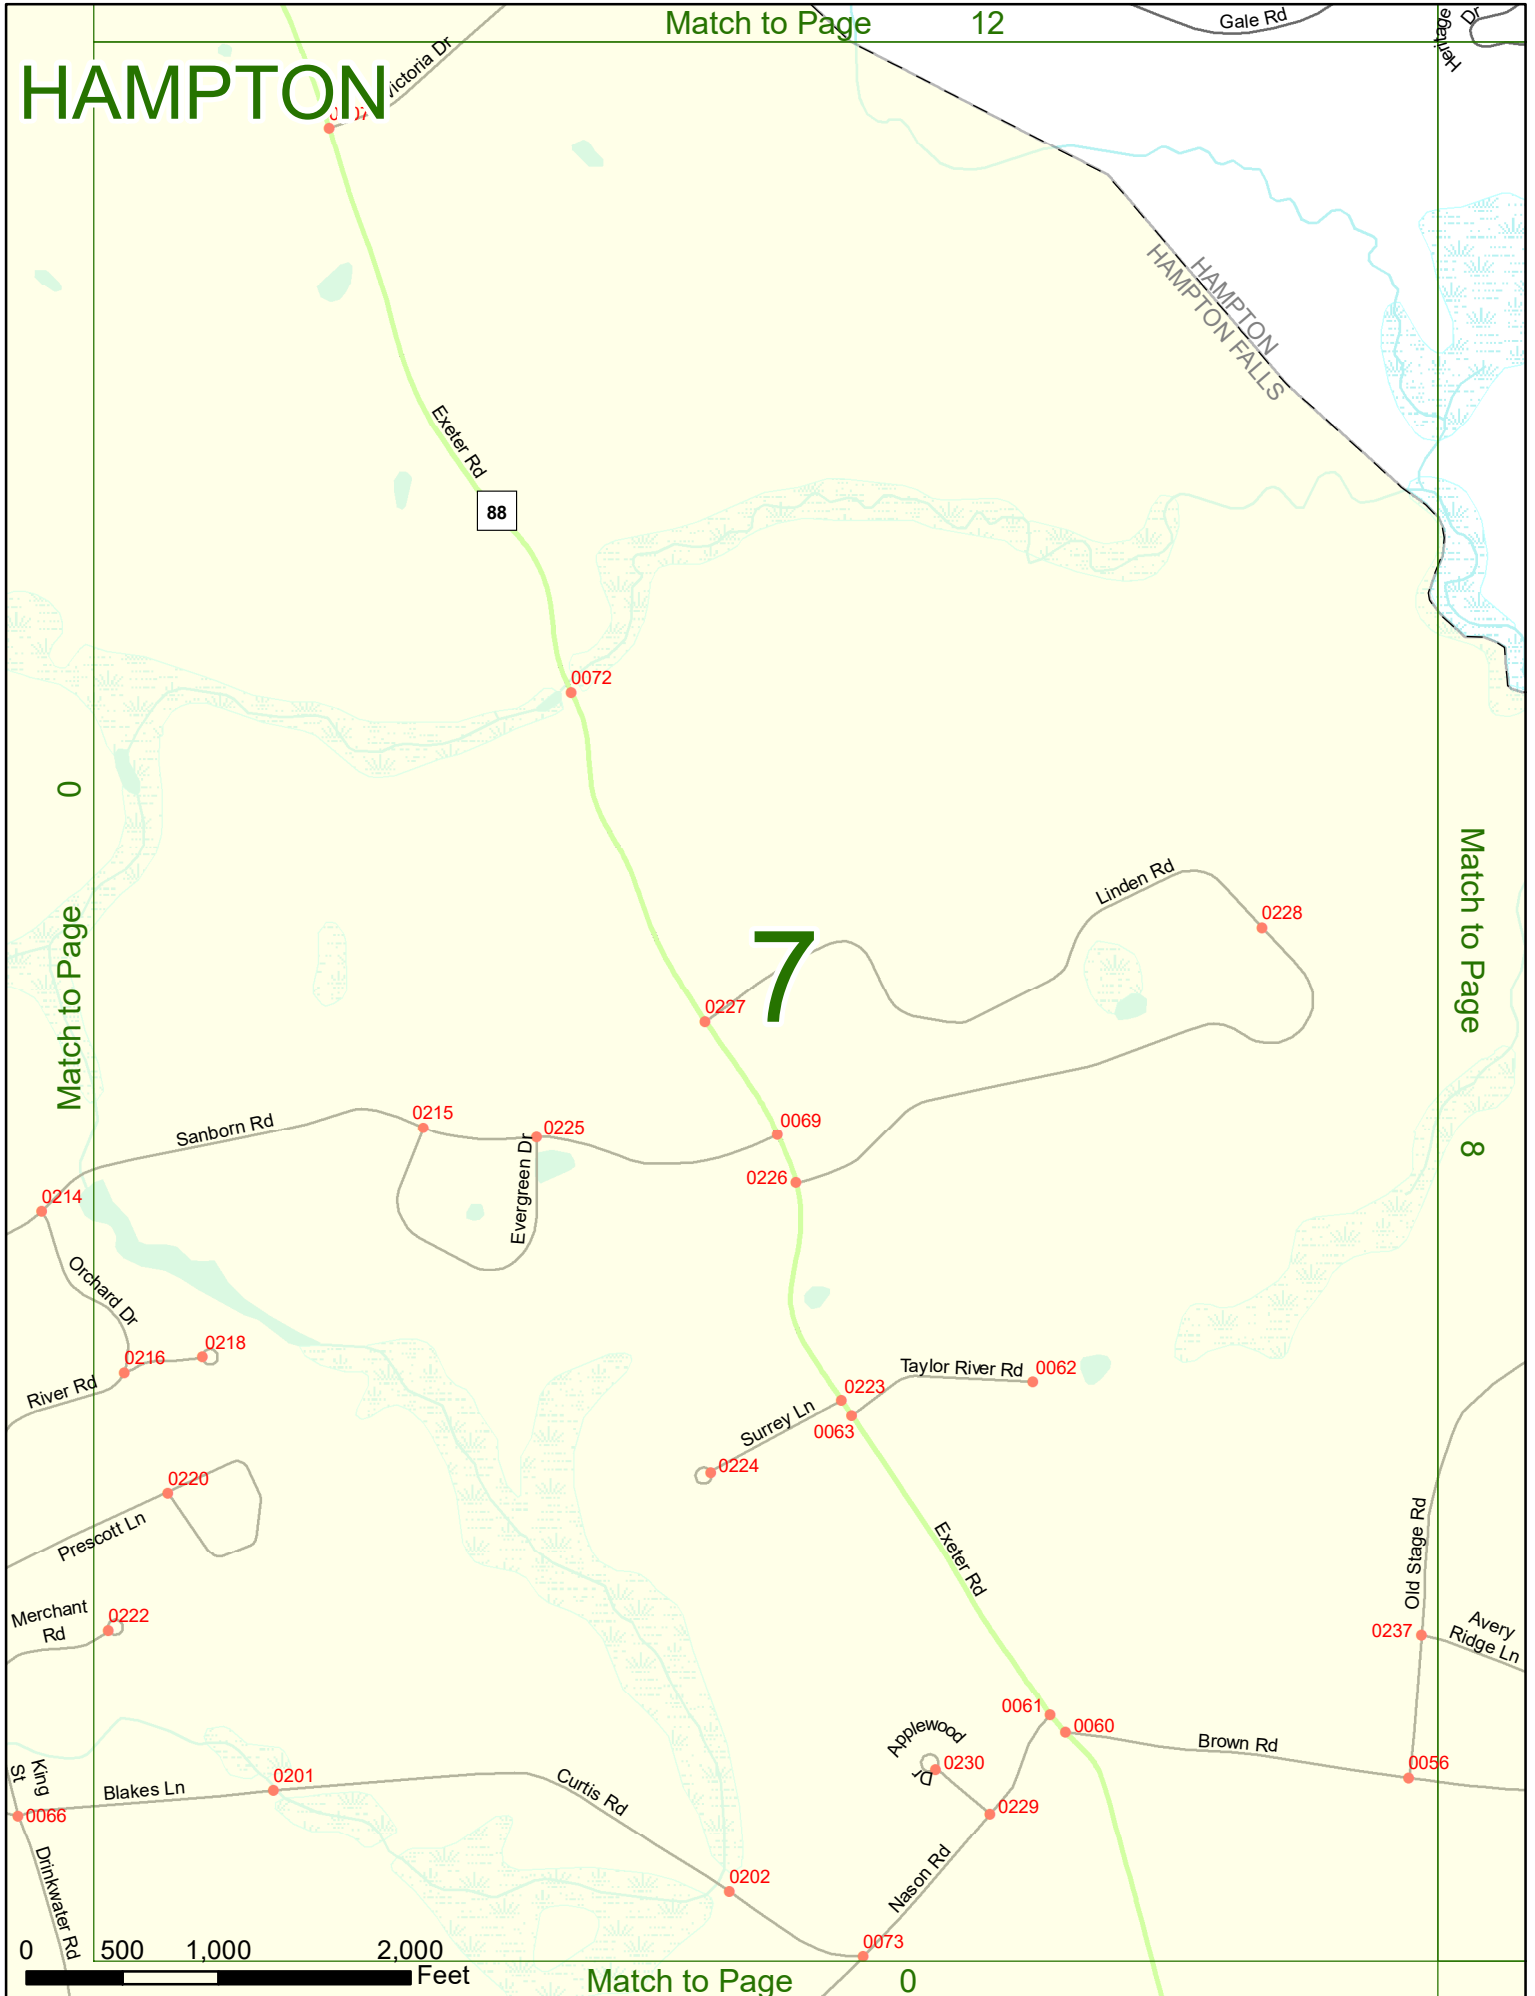 Match to Page 12
Gale Rd
Heritage
Dr
HAMPTON
Victoria Dr
HAMPTON
HAMPTON FALLS
Exeter Rd
88
0072
0
Match to Page
Match to Page
8
Linden Rd
0228
7
0227
Sanborn Rd
0215
0225
0069
Evergreen Dr
0226
0214
Orchard Dr
0218
0216
River Rd
Taylor River Rd
0062
0223
Surrey Ln
0063
0224
0220
Prescott Ln
Exeter Rd
Old Stage Rd
Merchant
Rd
0222
0237
Avery
Ridge Ln
0061
0060
Applewood
Dr
0230
Brown Rd
0056
King
St
Blakes Ln
0201
Curtis Rd
0066
0229
Drinkwater Rd
Nason Rd
0202
0073
0 500 1,000 2,000
Feet
Match to Page 0